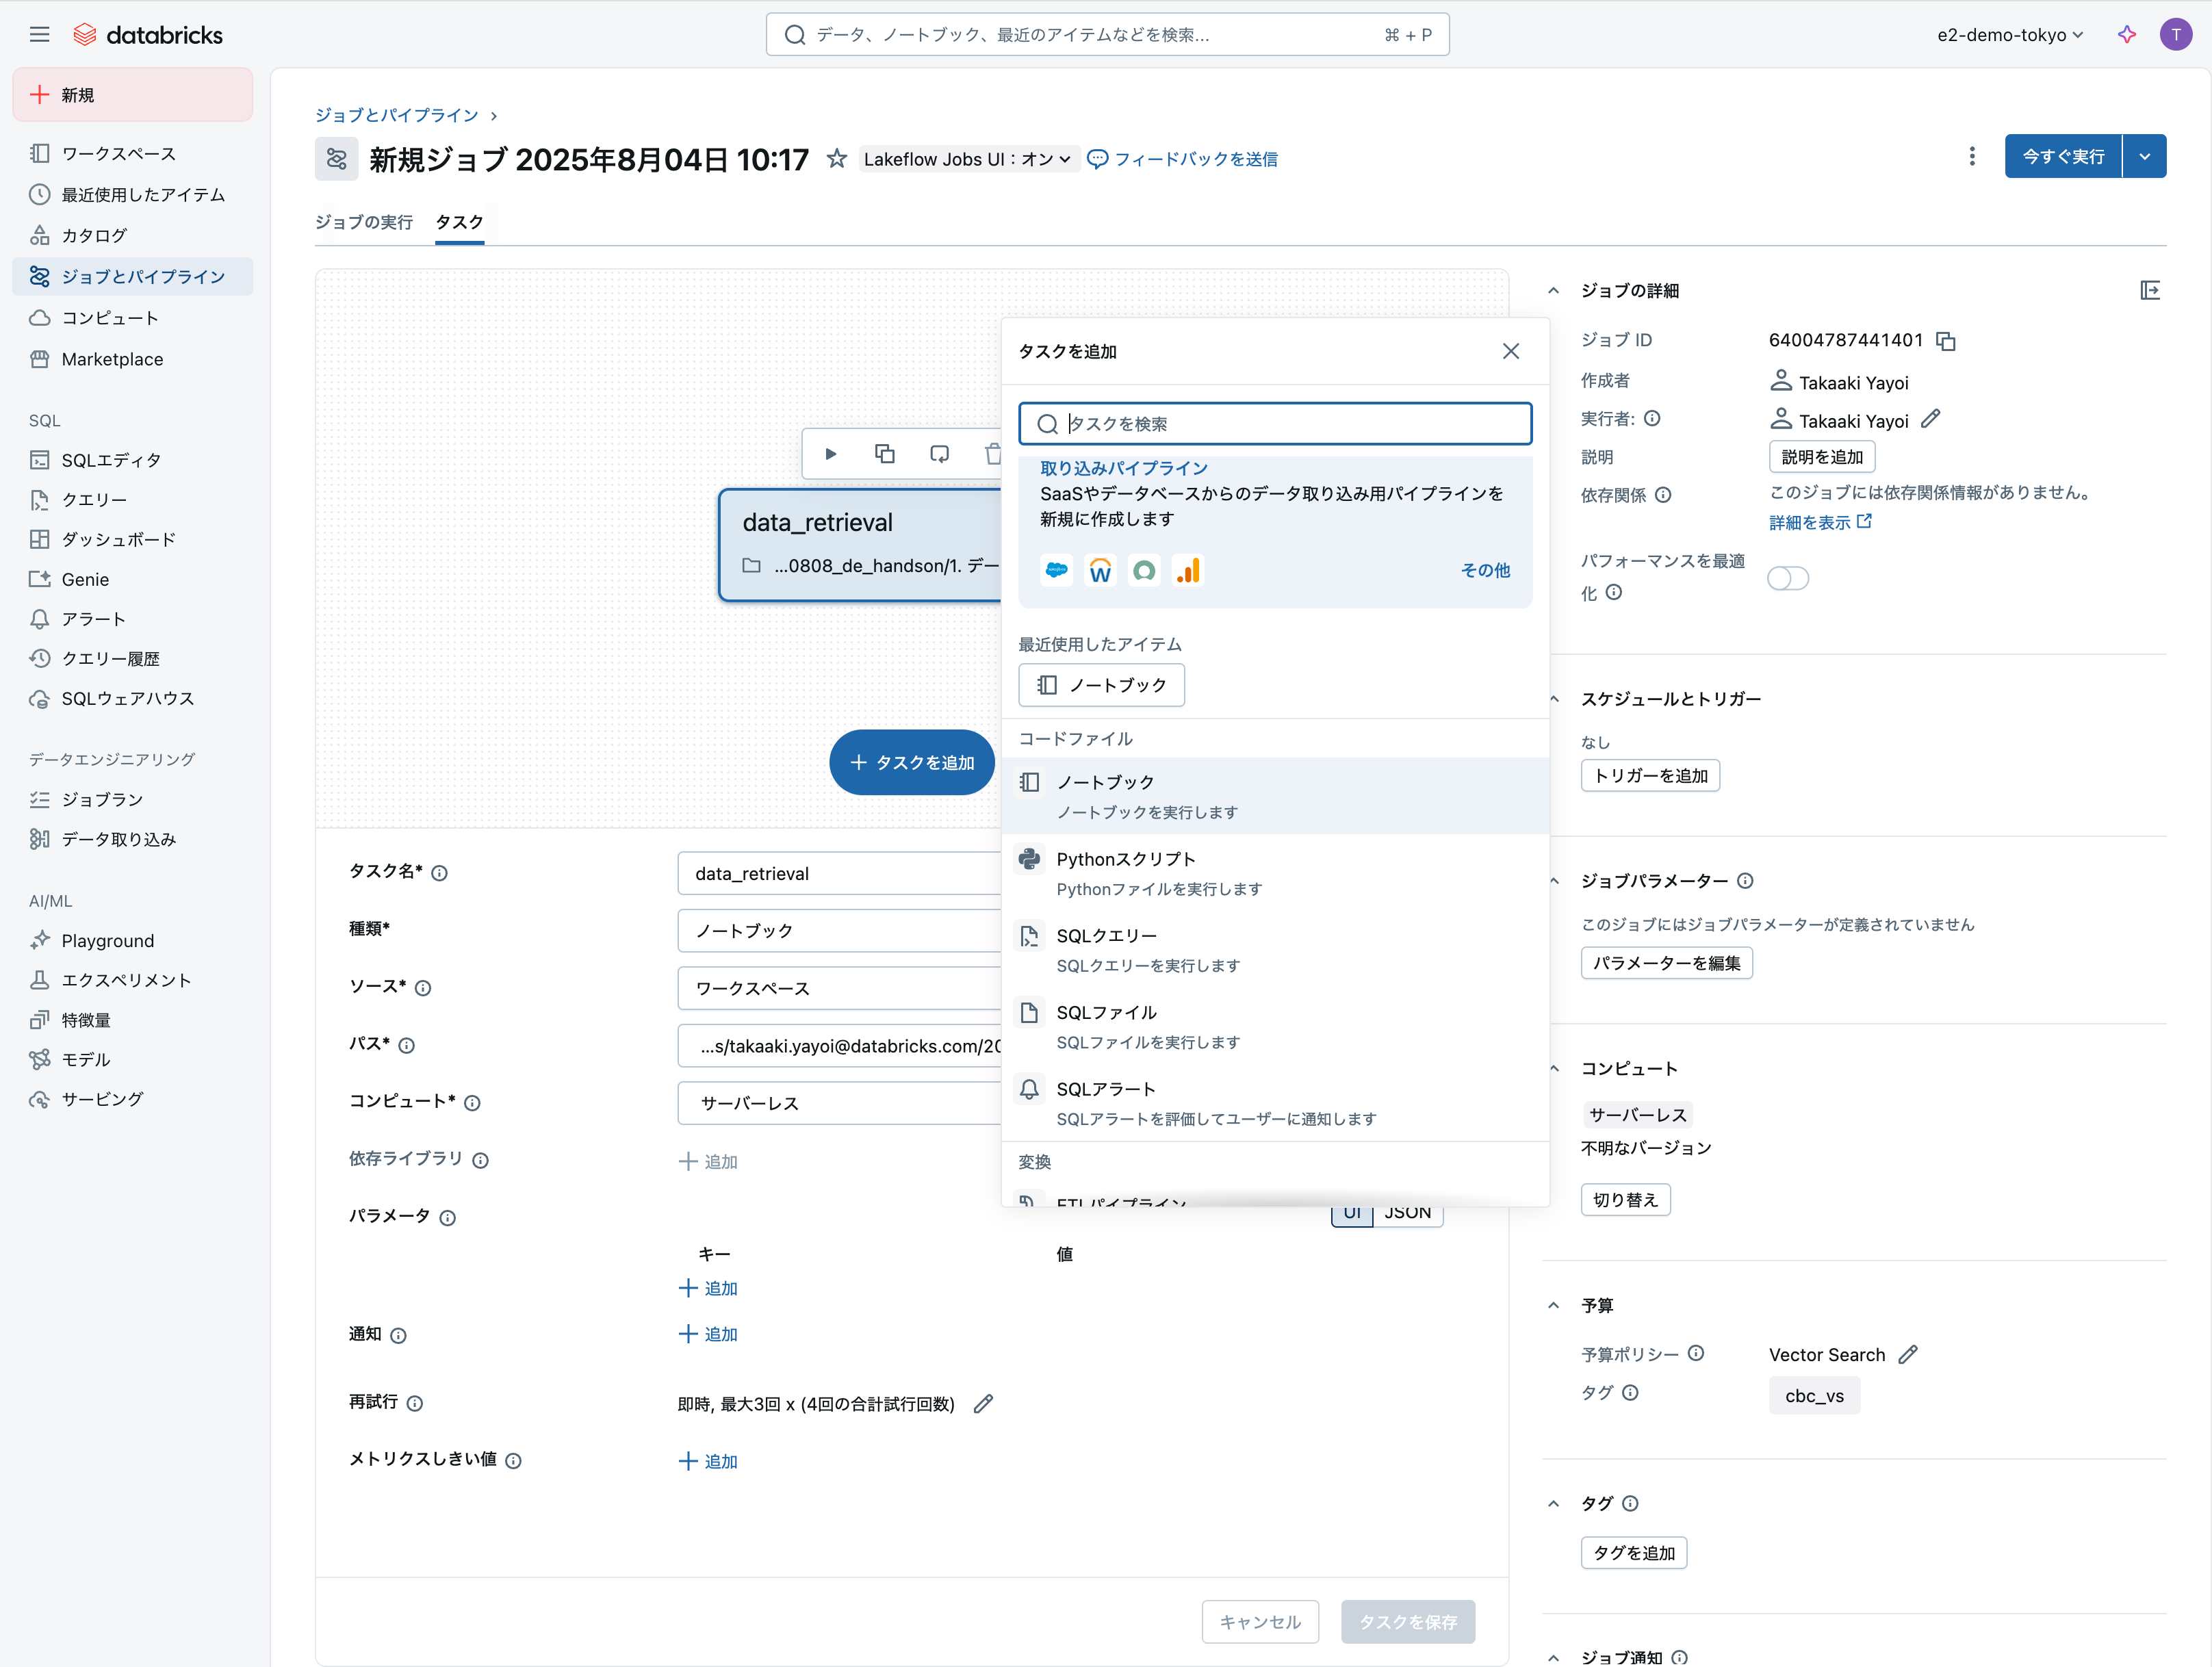 databricks
データ、ノートブック、最近のアイテムなどを検索...
⌘ + P
e2-demo-tokyo
T
新規
ワークスペース
最近使用したアイテム
カタログ
ジョブとパイプライン
コンピュート
Marketplace
SQL
SQLエディタ
クエリー
ダッシュボード
Genie
アラート
クエリー履歴
SQLウェアハウス
データエンジニアリング
ジョブラン
データ取り込み
AI/ML
Playground
エクスペリメント
特徴量
モデル
サービング
ジョブとパイプライン
新規ジョブ 2025年8月04日 10:17
Lakeflow Jobs UI：オン
フィードバックを送信
今すぐ実行
ジョブの実行
タスク
data_retrieval
...0808_de_handson/1. デー
タスクを追加
タスクを追加
タスクを検索
取り込みパイプライン
SaaSやデータベースからのデータ取り込み用パイプラインを
新規に作成します
その他
最近使用したアイテム
ノートブック
コードファイル
ノートブック
ノートブックを実行します
Pythonスクリプト
Pythonファイルを実行します
SQLクエリー
SQLクエリーを実行します
SQLファイル
SQLファイルを実行します
SQLアラート
SQLアラートを評価してユーザーに通知します
変換
ETLパイプライン
タスク名*
data_retrieval
種類*
ノートブック
ソース*
ワークスペース
パス*
...s/takaaki.yayoi@databricks.com/20
コンピュート*
サーバーレス
依存ライブラリ
追加
パラメータ
UI
JSON
キー
値
追加
通知
追加
再試行
即時, 最大3回 x (4回の合計試行回数)
メトリクスしきい値
追加
キャンセル
タスクを保存
ジョブの詳細
ジョブ ID
64004787441401
作成者
Takaaki Yayoi
実行者:
Takaaki Yayoi
説明
説明を追加
依存関係
このジョブには依存関係情報がありません。
詳細を表示
パフォーマンスを最適
化
スケジュールとトリガー
なし
トリガーを追加
ジョブパラメーター
このジョブにはジョブパラメーターが定義されていません
パラメーターを編集
コンピュート
サーバーレス
不明なバージョン
切り替え
予算
予算ポリシー
Vector Search
タグ
cbc_vs
タグ
タグを追加
ジョブ通知